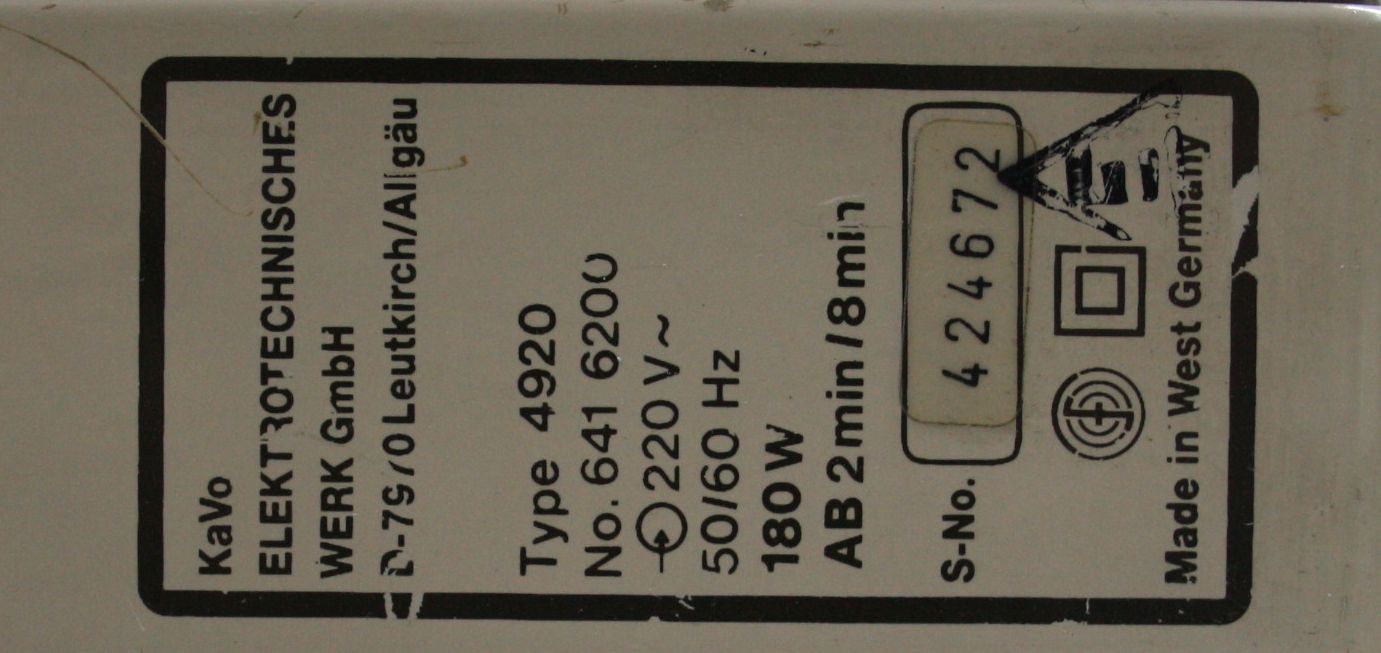 KaVo
ELEKTROTECHNISCHES
WERK GmbH
D-7970 Leutkirch/Allgäu
Type 4920
No. 641 6200
220 V ~
50/60 Hz
180 W
AB 2 min / 8 min
S-No. 424672
Made in West Germany